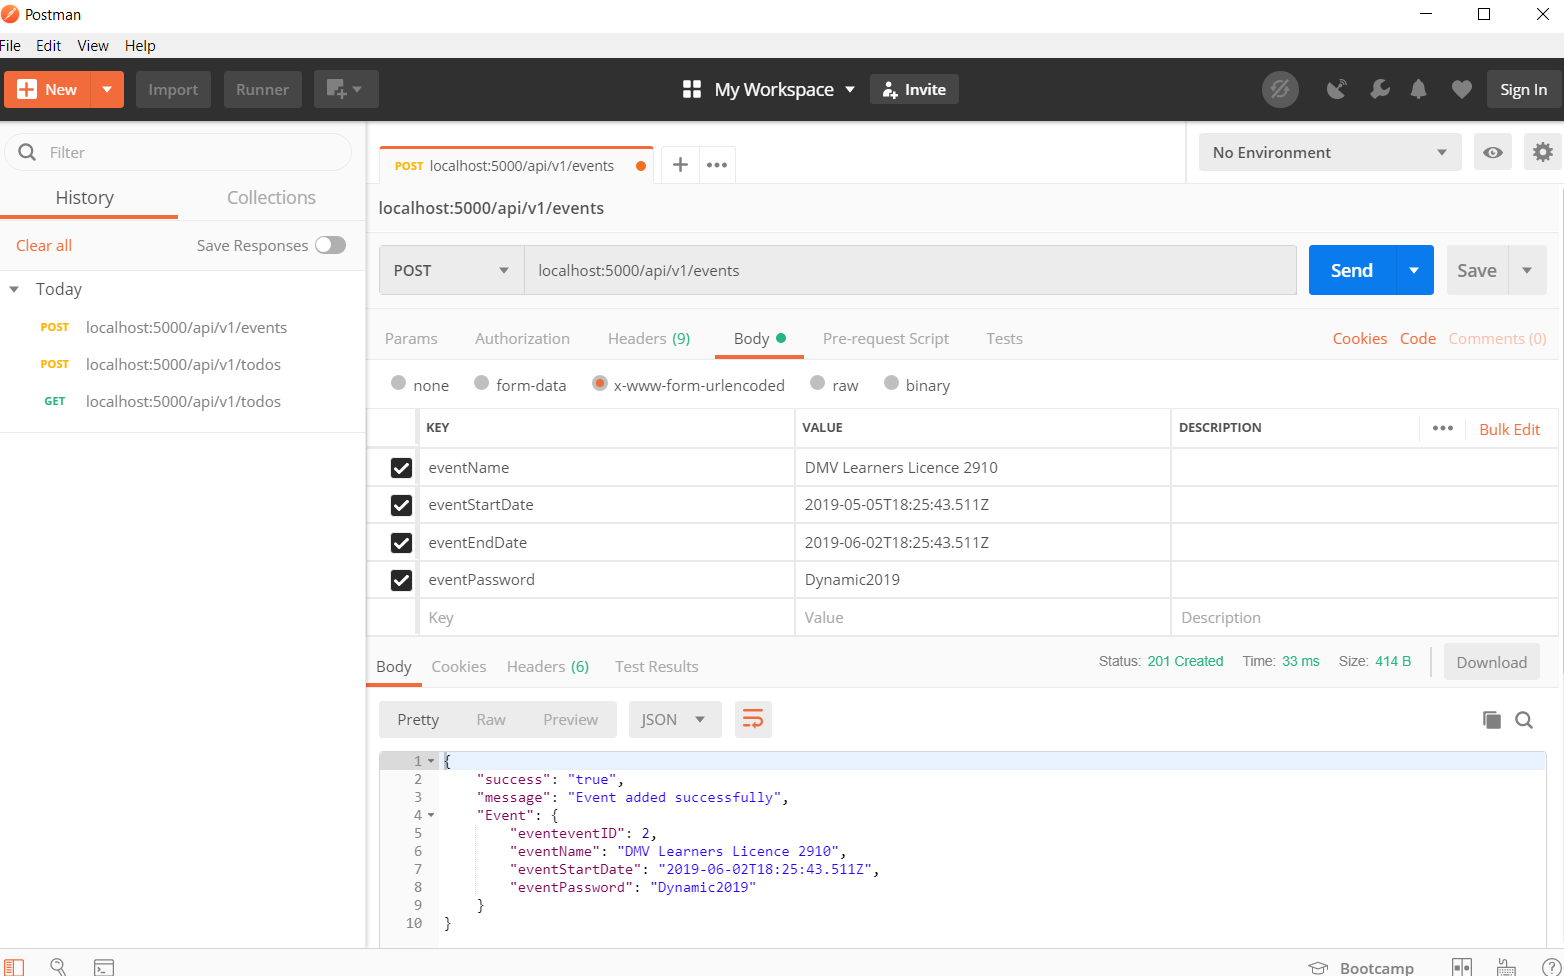 Postman
File Edit View Help
New Import Runner My Workspace Invite Sign In
Filter
History Collections
Clear all Save Responses
Today
POST localhost:5000/api/v1/events
POST localhost:5000/api/v1/todos
GET localhost:5000/api/v1/todos
POST localhost:5000/api/v1/events
No Environment
localhost:5000/api/v1/events
POST localhost:5000/api/v1/events Send Save
Params Authorization Headers (9) Body Pre-request Script Tests Cookies Code Comments (0)
none form-data x-www-form-urlencoded raw binary
KEY VALUE DESCRIPTION Bulk Edit
eventName DMV Learners Licence 2910
eventStartDate 2019-05-05T18:25:43.511Z
eventEndDate 2019-06-02T18:25:43.511Z
eventPassword Dynamic2019
Key Value Description
Body Cookies Headers (6) Test Results Status: 201 Created Time: 33 ms Size: 414 B Download
Pretty Raw Preview JSON
1 {
2 "success": "true",
3 "message": "Event added successfully",
4 "Event": {
5 "eventeventID": 2,
6 "eventName": "DMV Learners Licence 2910",
7 "eventStartDate": "2019-06-02T18:25:43.511Z",
8 "eventPassword": "Dynamic2019"
9 }
10 }
Bootcamp